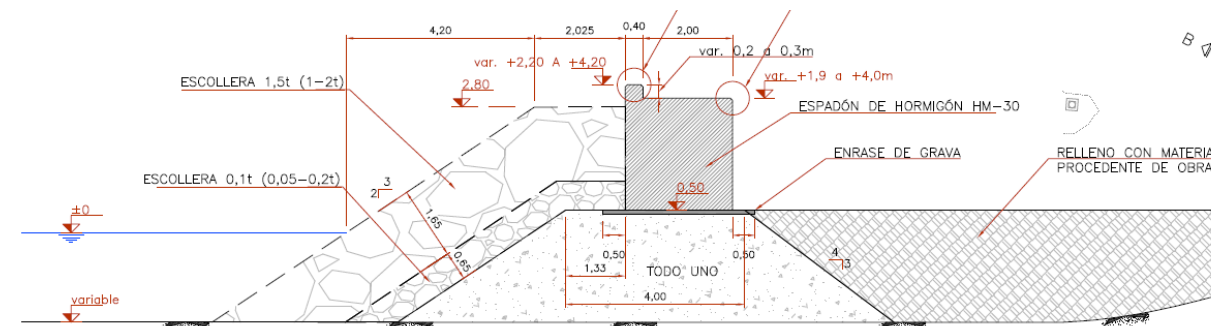 4,20
2,025
0,40
2,00
B
var. 0,2 a 0,3m
var. +2,20 A +4,20
ESCOLLERA 1,5t (1-2t)
2,80
var. +1,9 a +4,0m
ESPADÓN DE HORMIGÓN HM-30
ENRASE DE GRAVA
RELLENO CON MATERIA
PROCEDENTE DE OBRA
ESCOLLERA 0,1t (0,05-0,2t)
3
2
0,50
±0
1,65
0,65
0,50
0,50
4
3
1,33
TODO UNO
4,00
variable